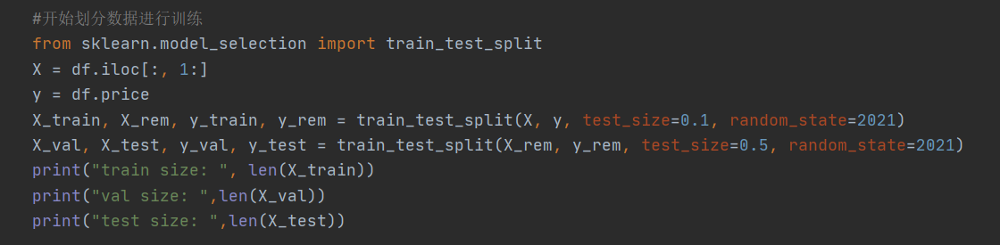 #开始划分数据进行训练
from sklearn.model_selection import train_test_split
X = df.iloc[:, 1:]
y = df.price
X_train, X_rem, y_train, y_rem = train_test_split(X, y, test_size=0.1, random_state=2021)
X_val, X_test, y_val, y_test = train_test_split(X_rem, y_rem, test_size=0.5, random_state=2021)
print("train size: ", len(X_train))
print("val size: ",len(X_val))
print("test size: ",len(X_test))